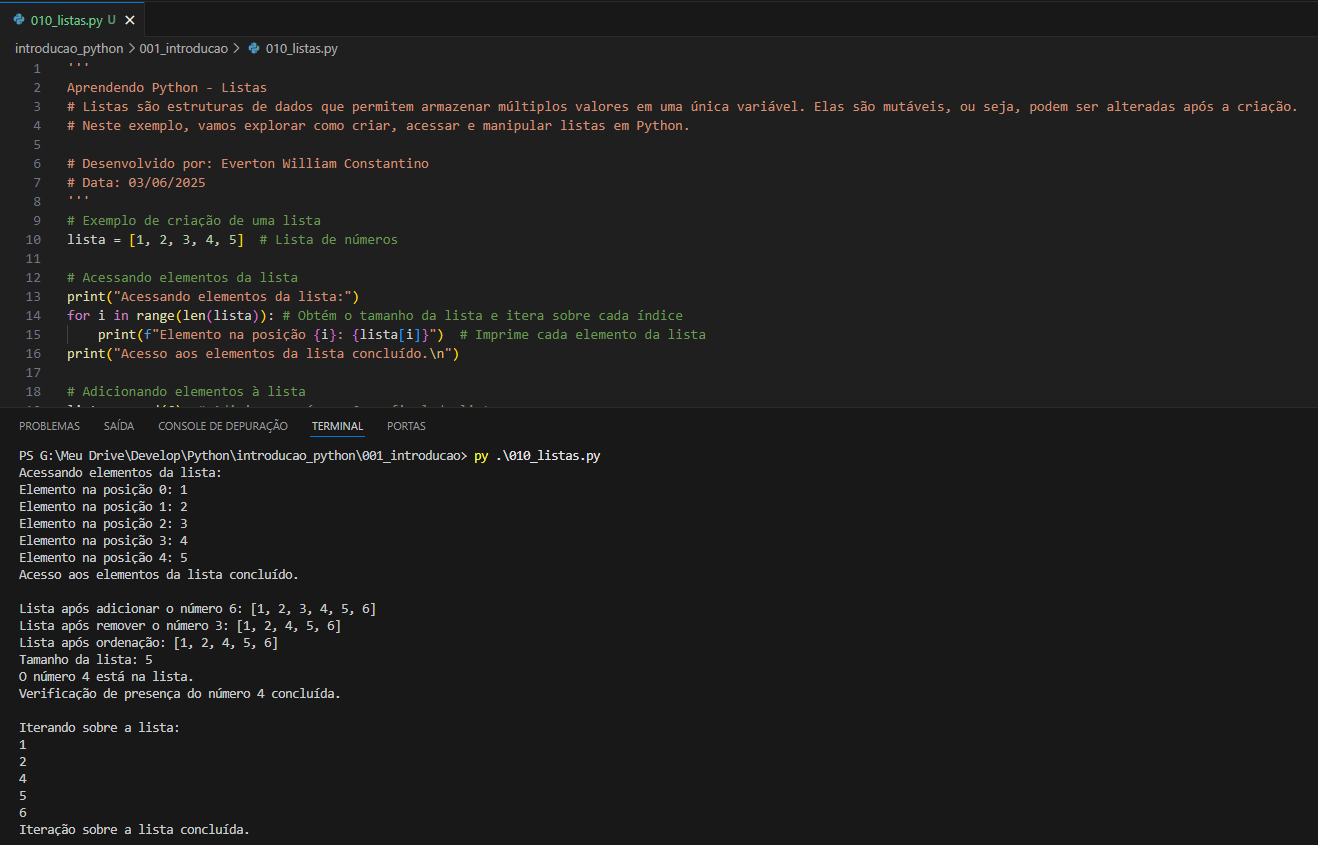 010_listas.py U
introducao_python > 001_introducao > 010_listas.py
1 '''
2 Aprendendo Python - Listas
3 # Listas são estruturas de dados que permitem armazenar múltiplos valores em uma única variável. Elas são mutáveis, ou seja, podem ser alteradas após a criação.
4 # Neste exemplo, vamos explorar como criar, acessar e manipular listas em Python.
5
6 # Desenvolvido por: Everton William Constantino
7 # Data: 03/06/2025
8 '''
9 # Exemplo de criação de uma lista
10 lista = [1, 2, 3, 4, 5]  # Lista de números
11
12 # Acessando elementos da lista
13 print("Acessando elementos da lista:")
14 for i in range(len(lista)): # Obtém o tamanho da lista e itera sobre cada índice
15     print(f"Elemento na posição {i}: {lista[i]}")  # Imprime cada elemento da lista
16 print("Acesso aos elementos da lista concluído.\n")
17
18 # Adicionando elementos à lista
PROBLEMAS SAÍDA CONSOLE DE DEPURAÇÃO TERMINAL PORTAS
PS G:\Meu Drive\Develop\Python\introducao_python\001_introducao> py .\010_listas.py
Acessando elementos da lista:
Elemento na posição 0: 1
Elemento na posição 1: 2
Elemento na posição 2: 3
Elemento na posição 3: 4
Elemento na posição 4: 5
Acesso aos elementos da lista concluído.

Lista após adicionar o número 6: [1, 2, 3, 4, 5, 6]
Lista após remover o número 3: [1, 2, 4, 5, 6]
Lista após ordenação: [1, 2, 4, 5, 6]
Tamanho da lista: 5
O número 4 está na lista.
Verificação de presença do número 4 concluída.

Iterando sobre a lista:
1
2
4
5
6
Iteração sobre a lista concluída.